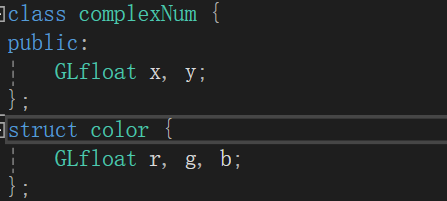 class complexNum {
public:
    GLfloat x, y;
};
struct color {
    GLfloat r, g, b;
};